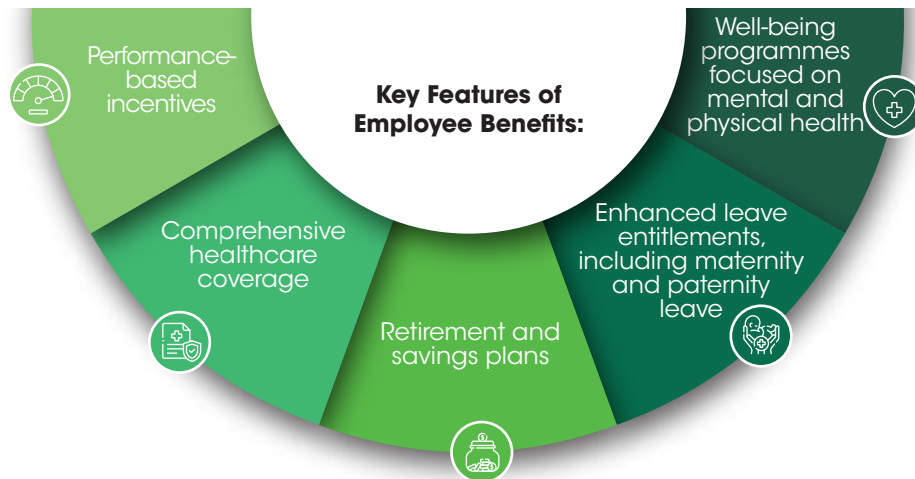 Key Features of
Employee Benefits:
Performance-
based
incentives
Comprehensive
healthcare
coverage
Retirement and
savings plans
Enhanced leave
entitlements,
including maternity
and paternity
leave
Well-being
programmes
focused on
mental and
physical health